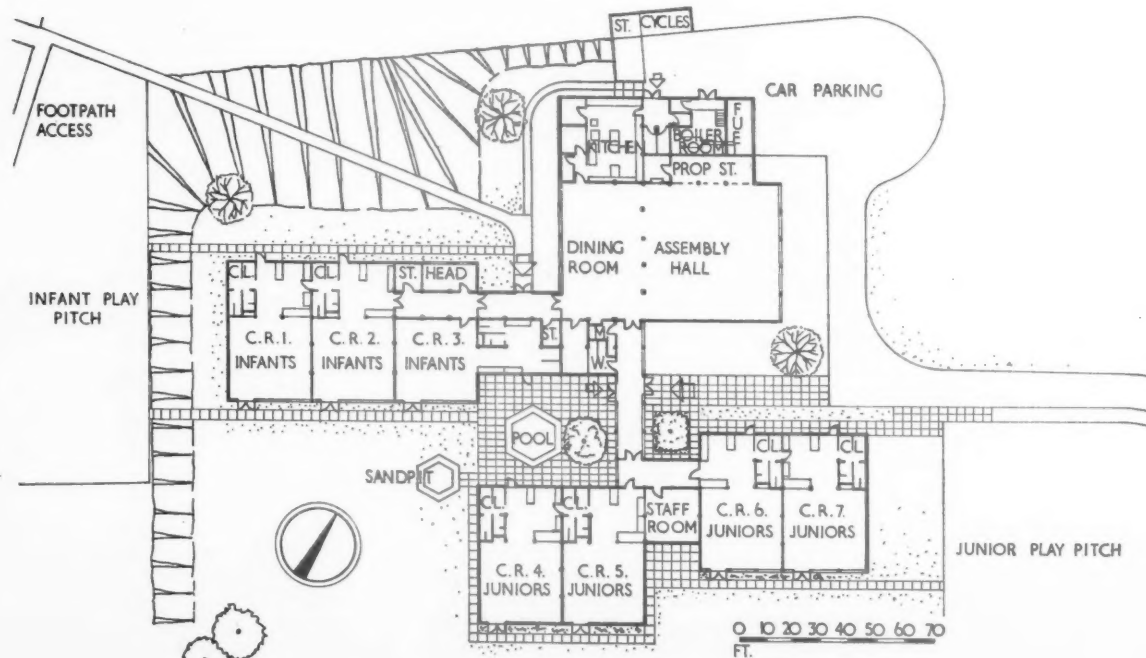 ST. CYCLES
FOOTPATH
ACCESS
CAR PARKING
KITCHEN
BOILER
ROOM
FUEL
PROP ST.
DINING
ROOM
ASSEMBLY
HALL
INFANT PLAY
PITCH
CL.
CL.
ST.
HEAD
C.R.1.
INFANTS
C.R.2.
INFANTS
C.R.3.
INFANTS
ST.
M.
W.
POOL
SANDPIT
CL.
CL.
C.R.4.
JUNIORS
C.R.5.
JUNIORS
STAFF
ROOM
CL.
CL.
C.R.6.
JUNIORS
C.R.7.
JUNIORS
JUNIOR PLAY PITCH
0 10 20 30 40 50 60 70
FT.